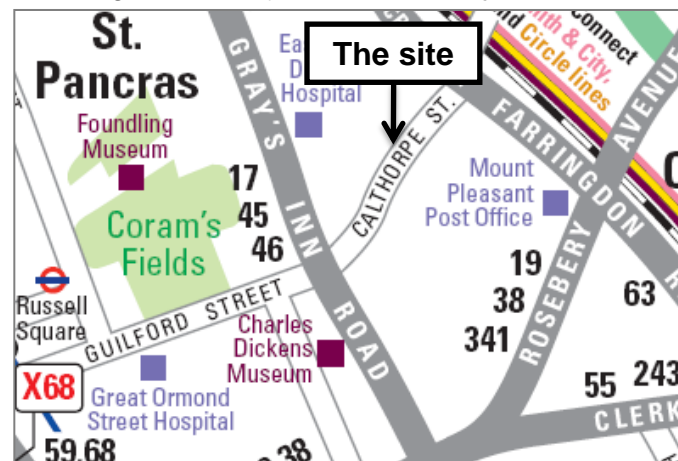 St.
Pancras
Foundling
Museum
Coram's
Fields
17
45
46
GRAY'S INN ROAD
Hospital
The site
CALTHORPE ST.
onnect
Circle lines
& City.
FARRINGDON
AVENUE
ROSEBERY
Mount
Pleasant
Post Office
19
38
341
63
55
243
CLERK
Russell
Square
GUILFORD STREET
Charles
Dickens
Museum
X68
Great Ormond
Street Hospital
59.68
38